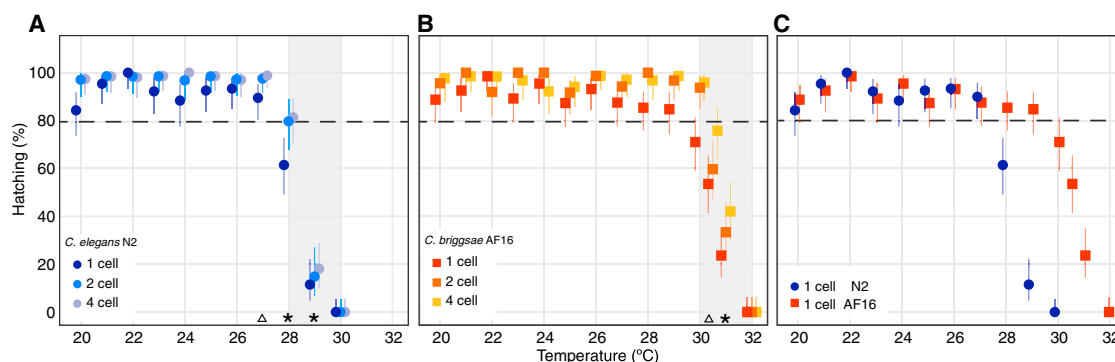 A B C
Hatching (%)
100
80
60
40
20
0
C. elegans N2
1 cell
2 cell
4 cell
C. briggsae AF16
1 cell
2 cell
4 cell
1 cell N2
1 cell AF16
* * *
20 22 24 26 28 30 32 20 22 24 26 28 30 32 20 22 24 26 28 30 32
Temperature (ºC)